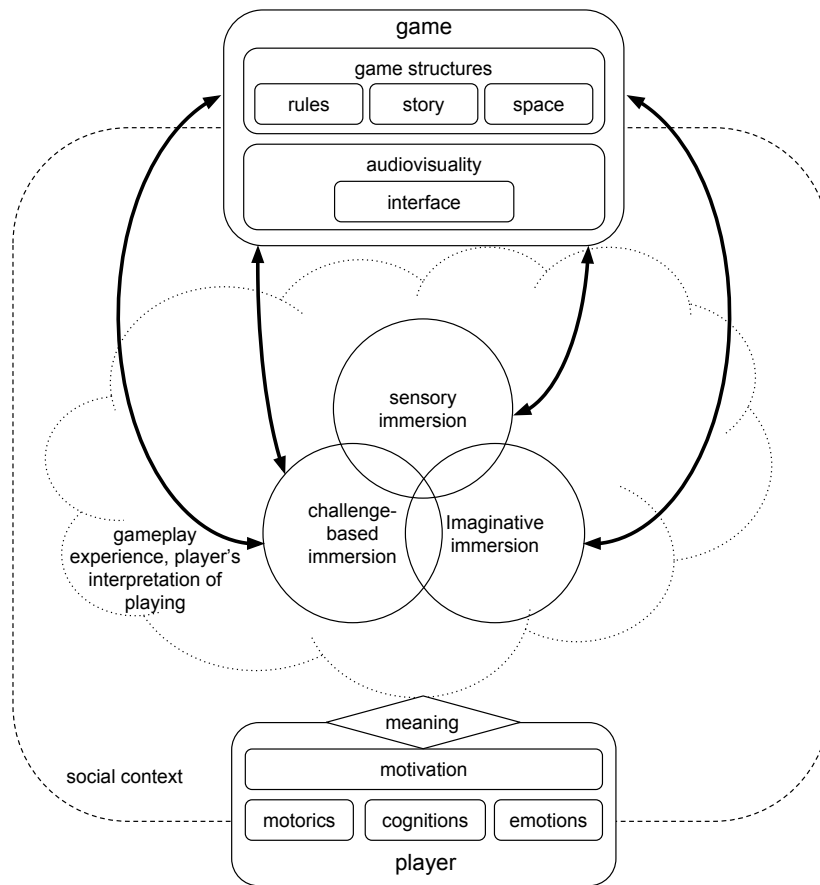 game
game structures
rules
story
space
audiovisuality
interface
sensory
immersion
challenge-
based
immersion
Imaginative
immersion
gameplay
experience, player’s
interpretation of
playing
meaning
social context
motivation
motorics
cognitions
emotions
player